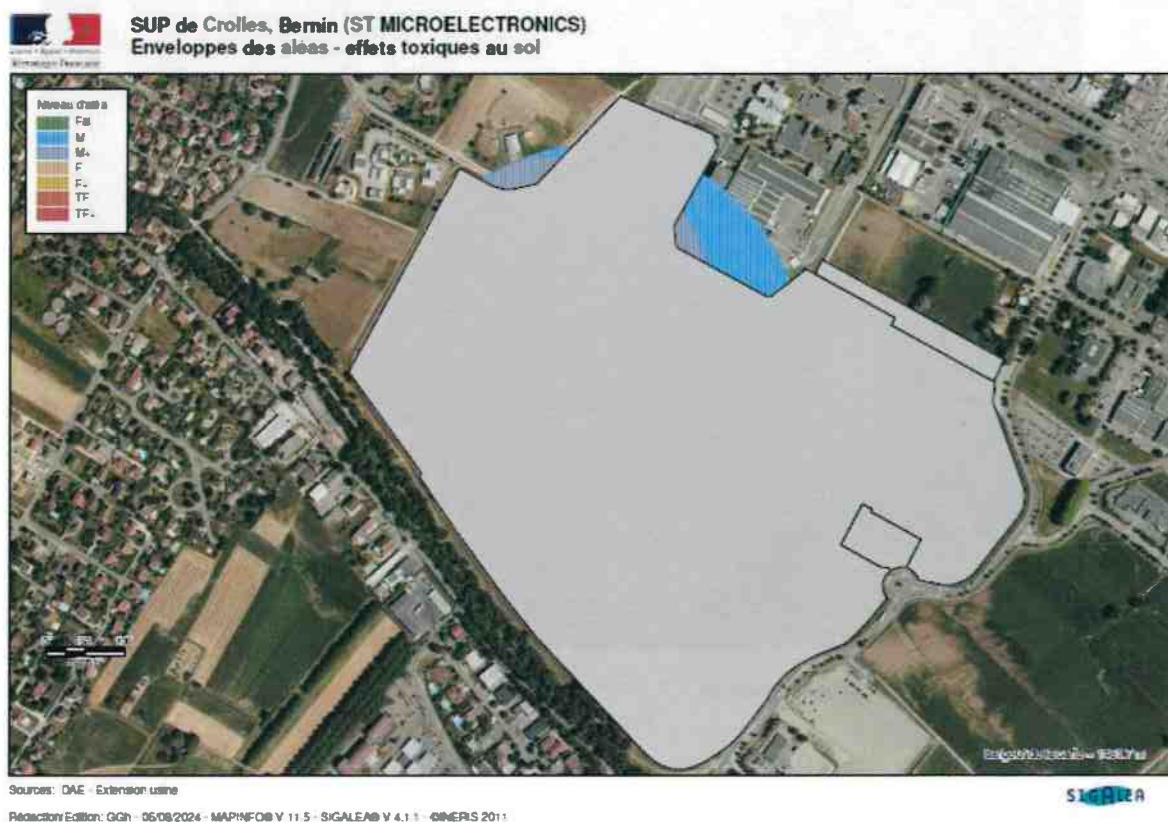 SUP de Crolles, Bernin (ST MICROELECTRONICS)
Enveloppes des aléas - effets toxiques au sol
Niveau d'aléa
Fai
M
M+
F
F+
TF
TF+
Sources: DAE - Extension usine
Rédaction/Edition: GGh - 06/08/2024 - MAPINFO® V 11.5 - SIGALEA® V 4.1.1 - ©INERIS 2011
SIGALEA